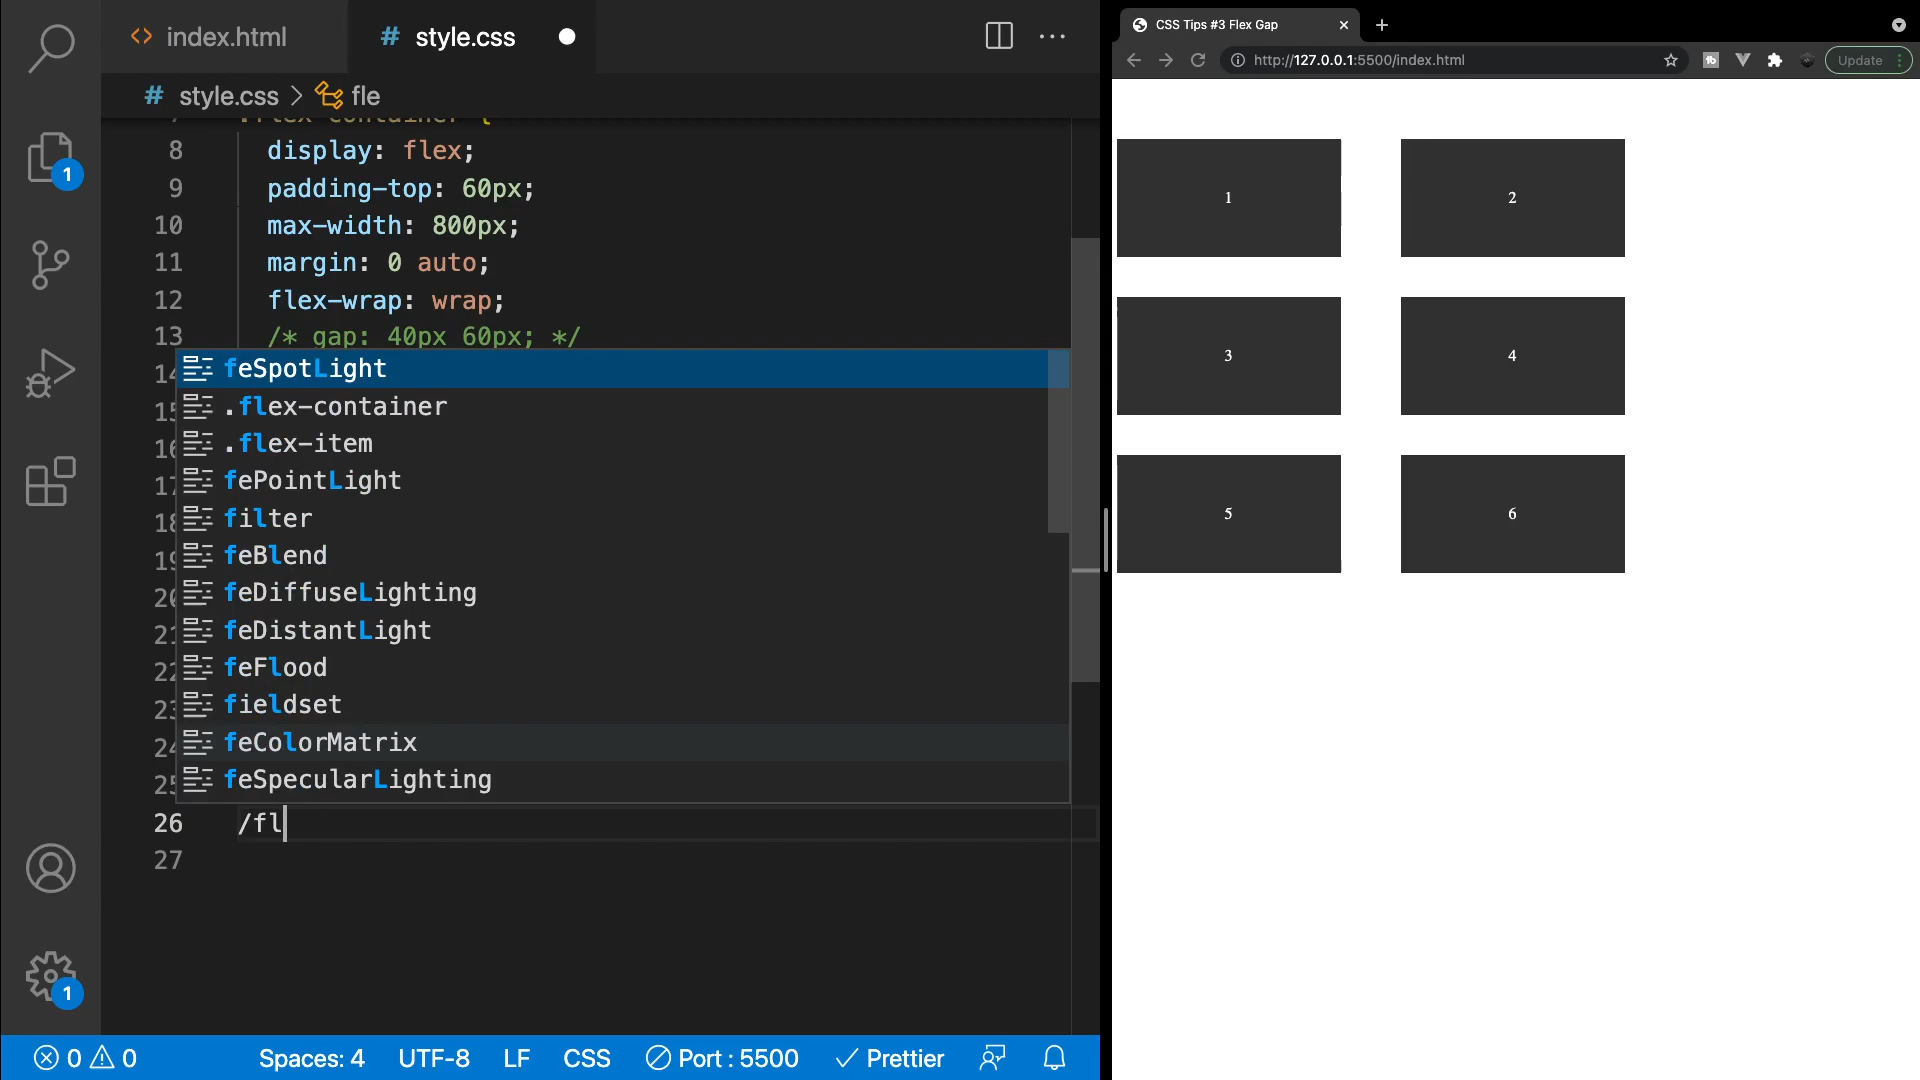 index.html
# style.css
# style.css > fle
.flex-container {
8 display: flex;
9 padding-top: 60px;
10 max-width: 800px;
11 margin: 0 auto;
12 flex-wrap: wrap;
13 /* gap: 40px 60px; */
feSpotLight
.flex-container
.flex-item
fePointLight
filter
feBlend
feDiffuseLighting
feDistantLight
feFlood
fieldset
feColorMatrix
feSpecularLighting
26 /fl
27
1
1
0 0 Spaces: 4 UTF-8 LF CSS Port : 5500 Prettier
CSS Tips #3 Flex Gap
http://127.0.0.1:5500/index.html
Update
1 2
3 4
5 6